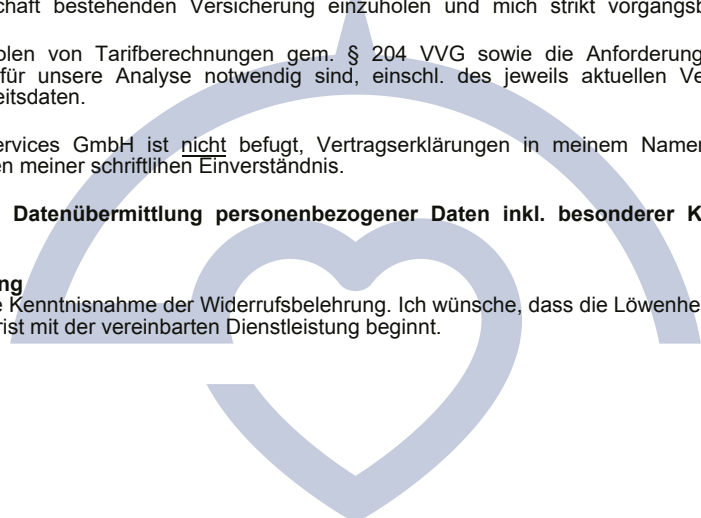 chaft bestehenden Versicherung einzuholen und mich strikt vorgangsb
olen von Tarifberechnungen gem. § 204 VVG sowie die Anforderung
für unsere Analyse notwendig sind, einschl. des jeweils aktuellen Ve
eitsdaten.
ervices GmbH ist nicht befugt, Vertragserklärungen in meinem Namen
en meiner schriftlihen Einverständnis.
Datenübermittlung personenbezogener Daten inkl. besonderer K
ng
e Kenntnisnahme der Widerrufsbelehrung. Ich wünsche, dass die Löwenhe
rist mit der vereinbarten Dienstleistung beginnt.